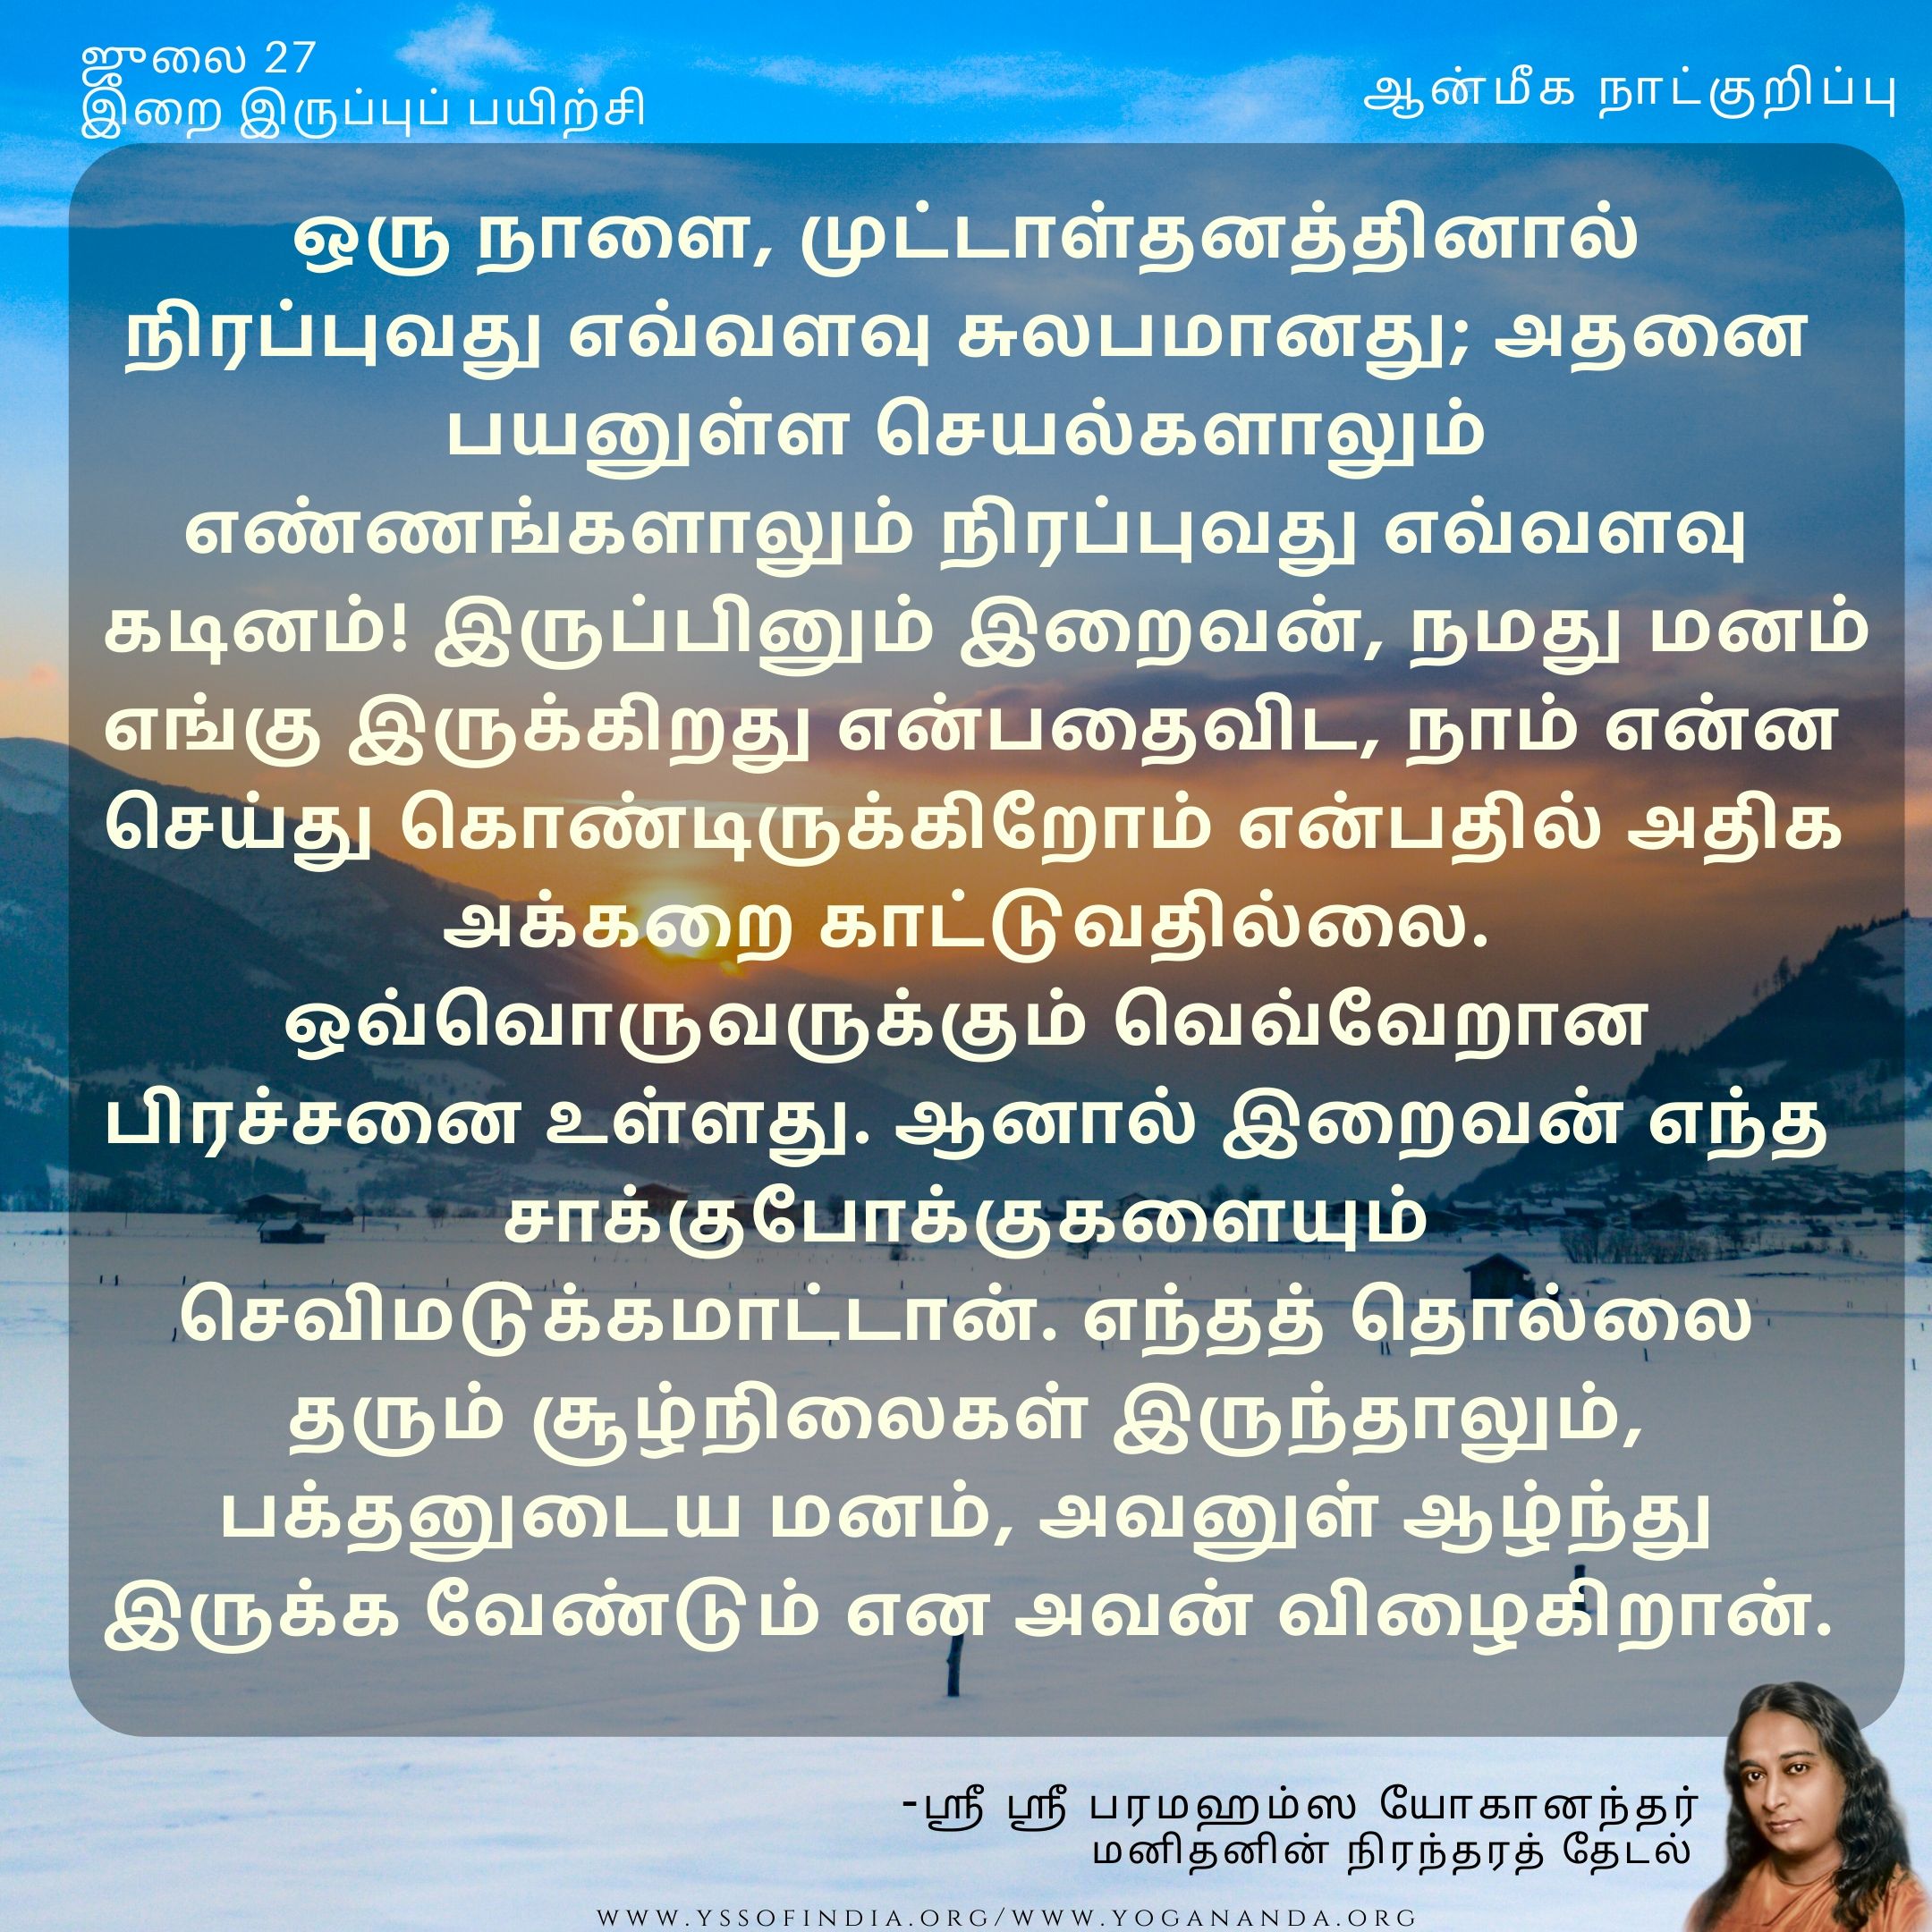 ஜுலை 27
இறை இருப்புப் பயிற்சி
ஆன்மீக நாட்குறிப்பு
ஒரு நாளை, முட்டாள்தனத்தினால்
நிரப்புவது எவ்வளவு சுலபமானது; அதனை
பயனுள்ள செயல்களாலும்
எண்ணங்களாலும் நிரப்புவது எவ்வளவு
கடினம்! இருப்பினும் இறைவன், நமது மனம்
எங்கு இருக்கிறது என்பதைவிட, நாம் என்ன
செய்து கொண்டிருக்கிறோம் என்பதில் அதிக
அக்கறை காட்டுவதில்லை.
ஒவ்வொருவருக்கும் வெவ்வேறான
பிரச்சனை உள்ளது. ஆனால் இறைவன் எந்த
சாக்குபோக்குகளையும்
செவிமடுக்கமாட்டான். எந்தத் தொல்லை
தரும் சூழ்நிலைகள் இருந்தாலும்,
பக்தனுடைய மனம், அவனுள் ஆழ்ந்து
இருக்க வேண்டும் என அவன் விழைகிறான்.
-ஸ்ரீ ஸ்ரீ பரமஹம்ஸ யோகானந்தர்
மனிதனின் நிரந்தரத் தேடல்
WWW.YSSOFINDIA.ORG/WWW.YOGANANDA.ORG